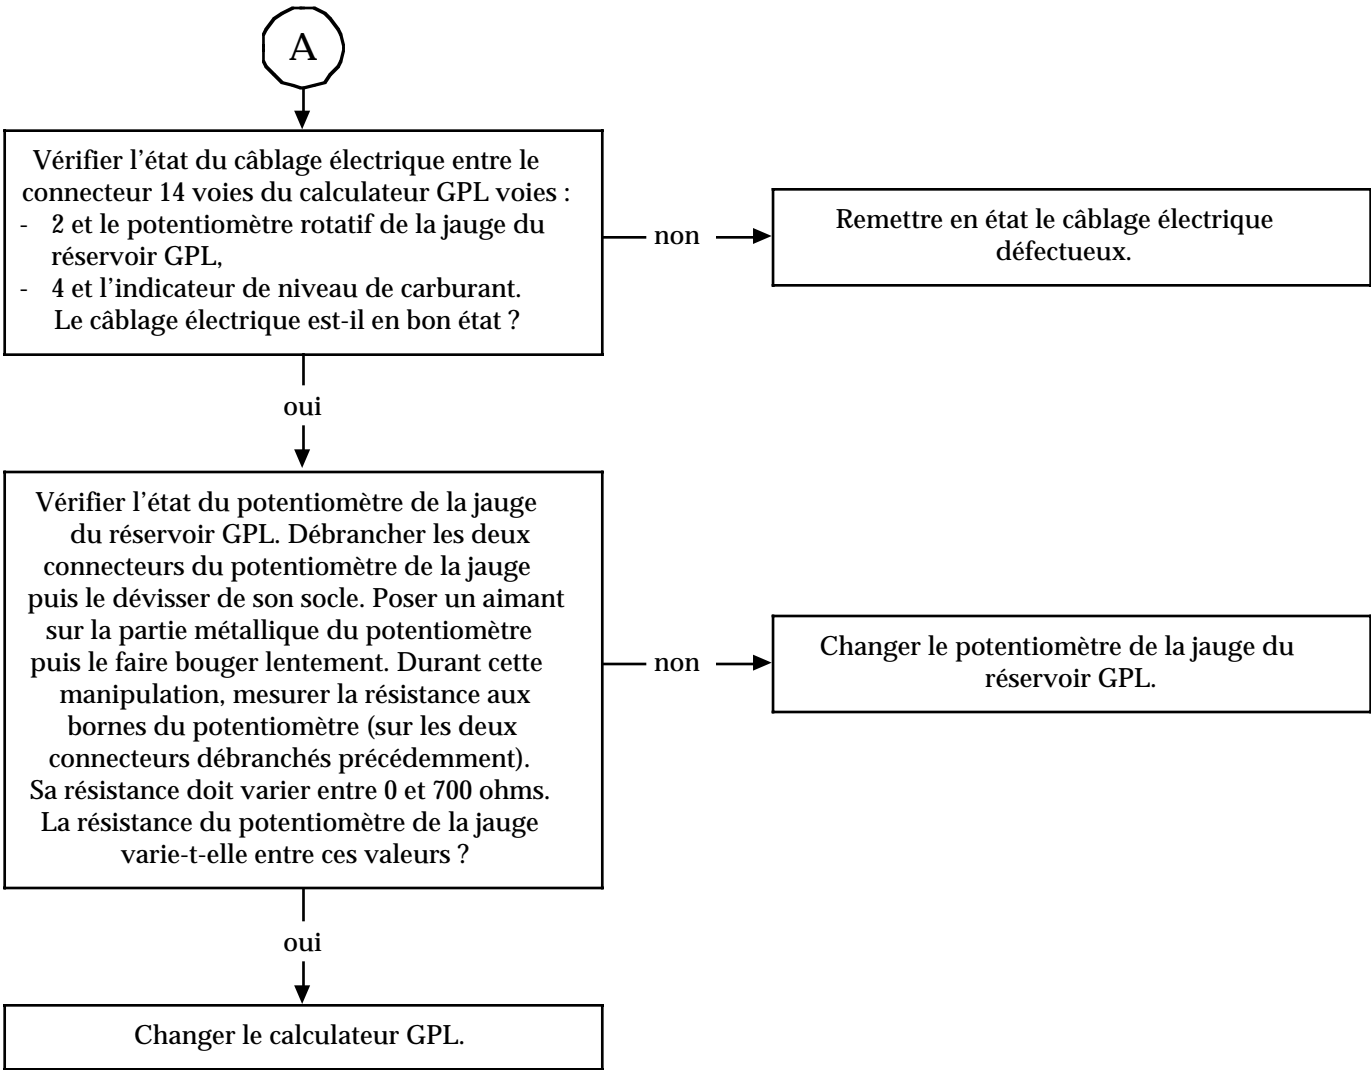 A
Vérifier l'état du câblage électrique entre le
connecteur 14 voies du calculateur GPL voies :
- 2 et le potentiomètre rotatif de la jauge du
réservoir GPL,
- 4 et l'indicateur de niveau de carburant.
Le câblage électrique est-il en bon état ?
non
Remettre en état le câblage électrique
défectueux.
oui
Vérifier l'état du potentiomètre de la jauge
du réservoir GPL. Débrancher les deux
connecteurs du potentiomètre de la jauge
puis le dévisser de son socle. Poser un aimant
sur la partie métallique du potentiomètre
puis le faire bouger lentement. Durant cette
manipulation, mesurer la résistance aux
bornes du potentiomètre (sur les deux
connecteurs débranchés précédemment).
Sa résistance doit varier entre 0 et 700 ohms.
La résistance du potentiomètre de la jauge
varie-t-elle entre ces valeurs ?
non
Changer le potentiomètre de la jauge du
réservoir GPL.
oui
Changer le calculateur GPL.